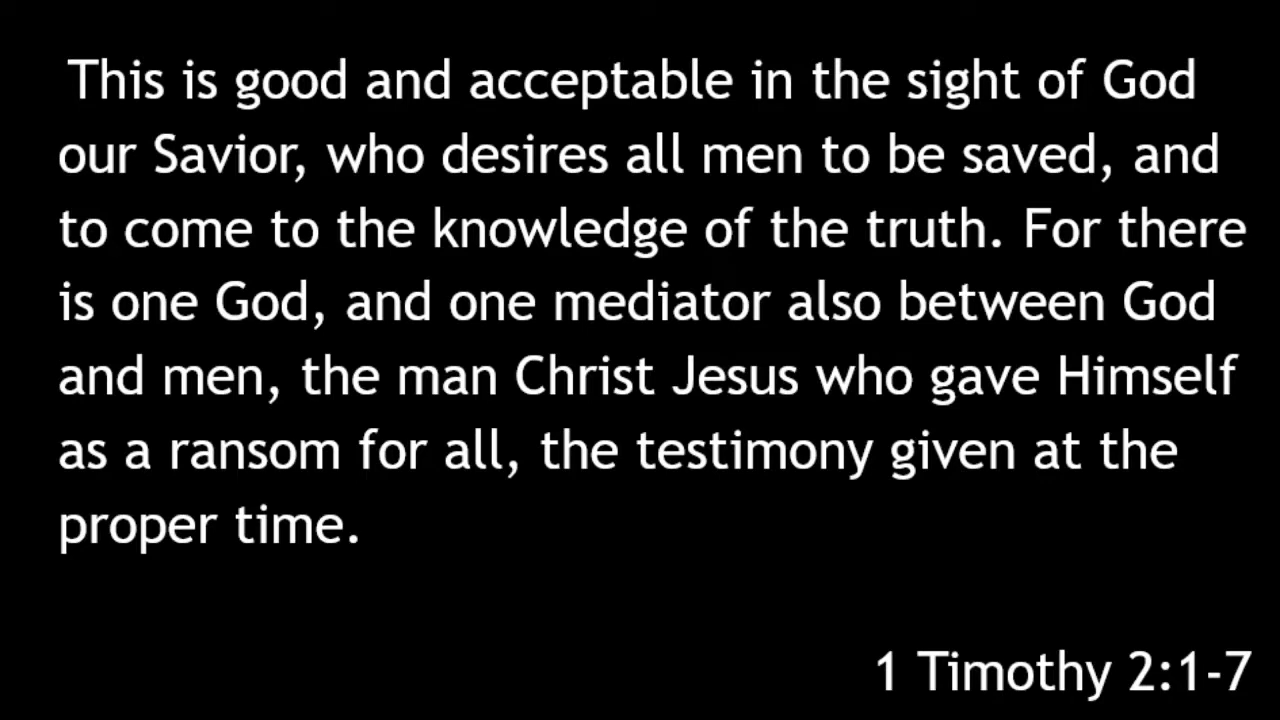 This is good and acceptable in the sight of God
our Savior, who desires all men to be saved, and
to come to the knowledge of the truth. For there
is one God, and one mediator also between God
and men, the man Christ Jesus who gave Himself
as a ransom for all, the testimony given at the
proper time.
1 Timothy 2:1-7